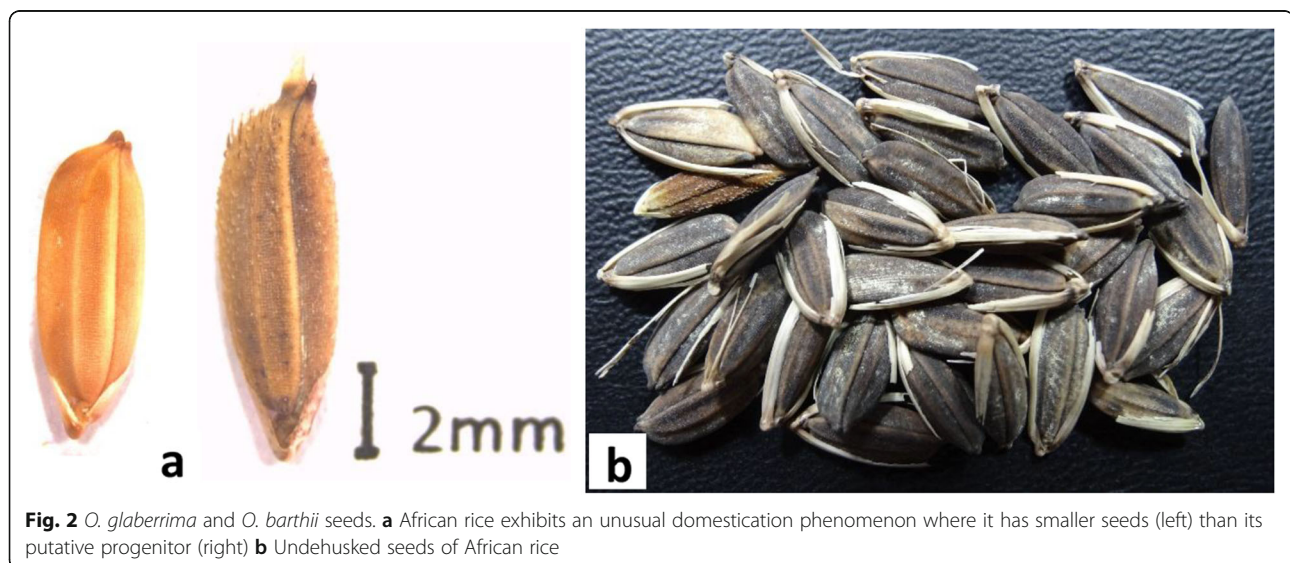 a
2mm
b
Fig. 2 O. glaberrima and O. barthii seeds. a African rice exhibits an unusual domestication phenomenon where it has smaller seeds (left) than its
putative progenitor (right) b Undehusked seeds of African rice